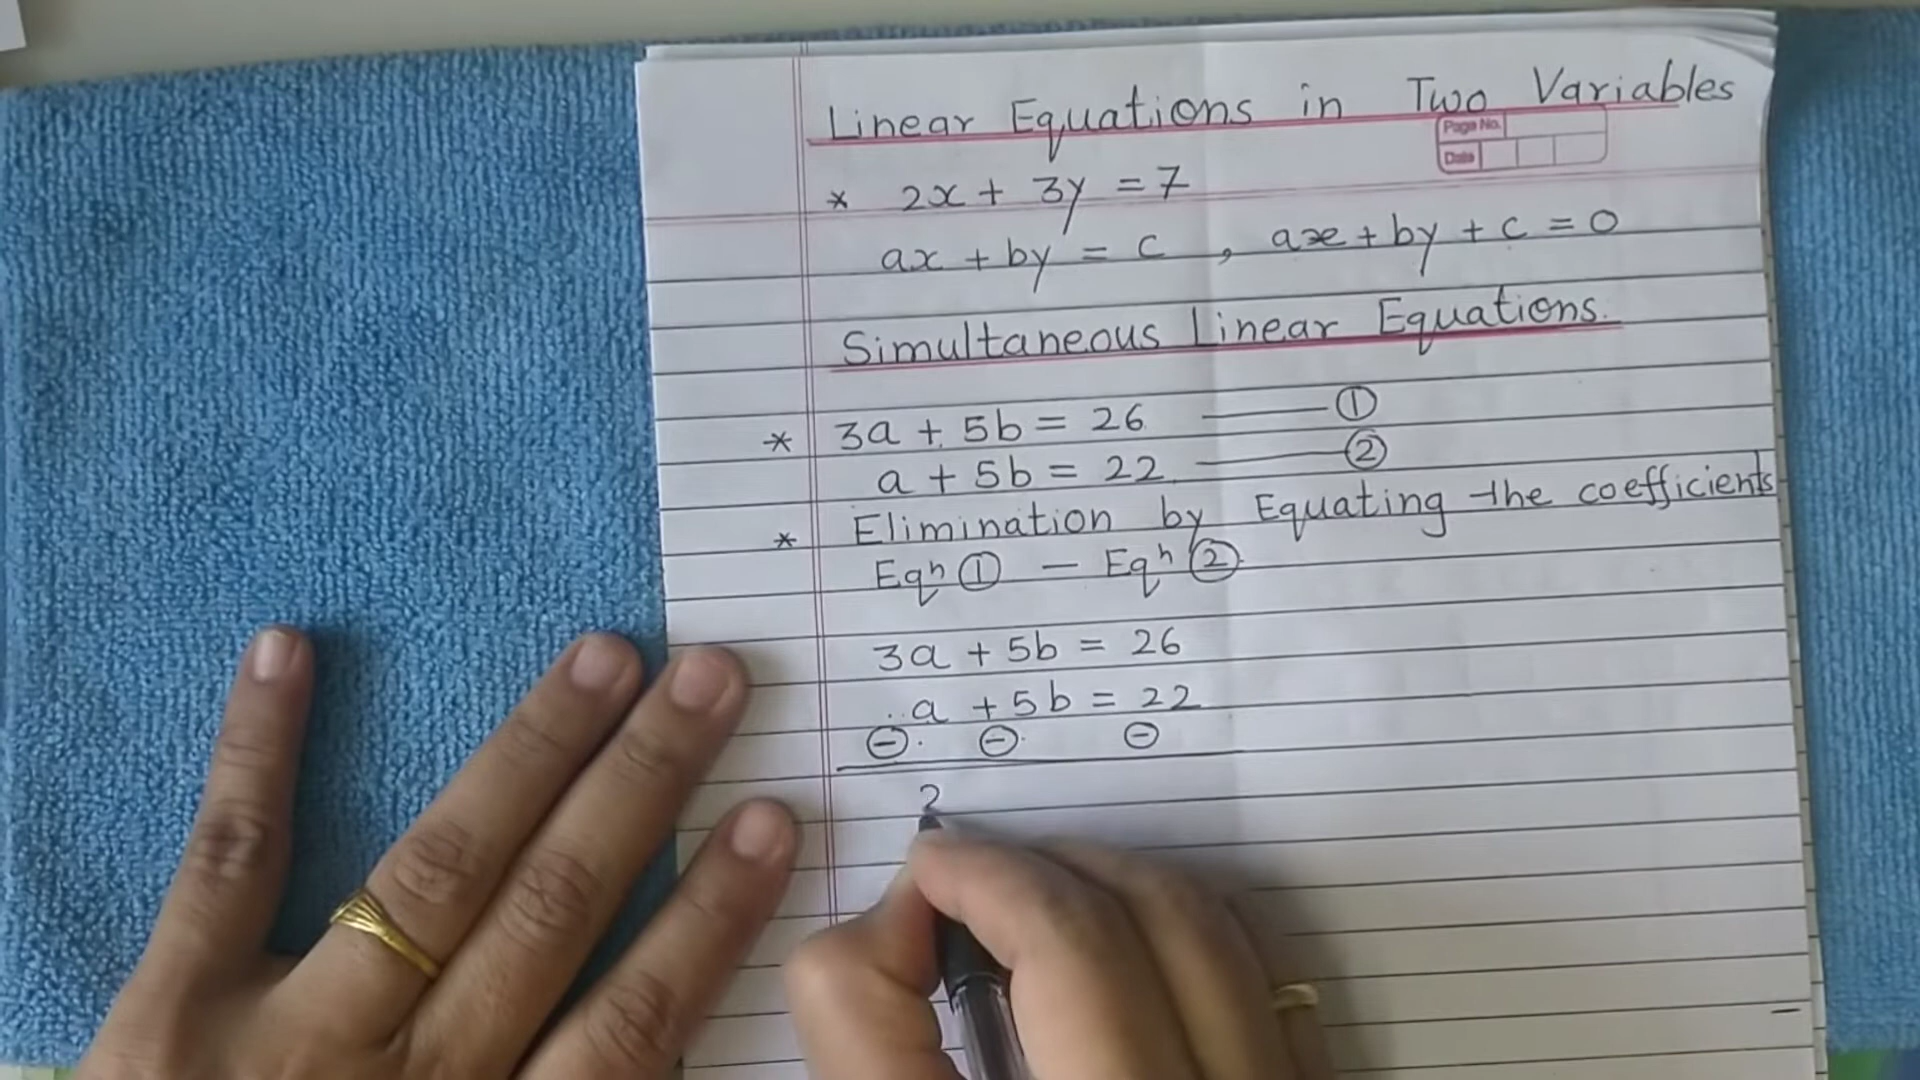 Linear Equations in Two Variables
Page No.
Date
* 2x + 3y = 7
ax + by = c , ax + by + c = 0
Simultaneous Linear Equations.
* 3a + 5b = 26 —— ①
a + 5b = 22 —— ②
* Elimination by Equating the coefficients
Eqⁿ ① — Eqⁿ ②
3a + 5b = 26
a + 5b = 22
⊖ ⊖ ⊖
2